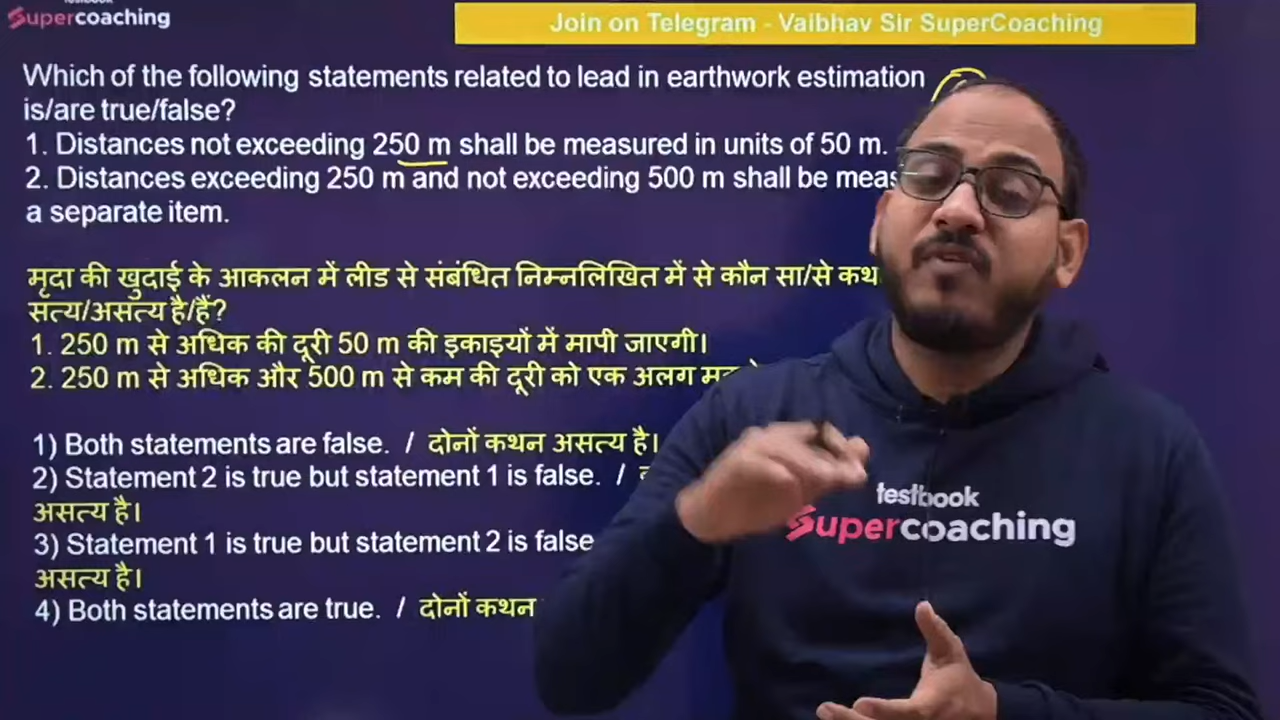 testbook
Supercoaching
Join on Telegram - Vaibhav Sir SuperCoaching
Which of the following statements related to lead in earthwork estimation
is/are true/false?
1. Distances not exceeding 250 m shall be measured in units of 50 m.
2. Distances exceeding 250 m and not exceeding 500 m shall be
a separate item.
मृदा की खुदाई के आकलन में लीड से संबंधित निम्नलिखित में से कौन सा/से
सत्य/असत्य है/हैं?
1. 250 m से अधिक की दूरी 50 m की इकाइयों में मापी जाएगी।
2. 250 m से अधिक और 500 m से कम की दूरी को एक अलग
1) Both statements are false. / दोनों कथन असत्य है।
2) Statement 2 is true but statement 1 is false. /
असत्य है।
3) Statement 1 is true but statement 2 is false
असत्य है।
4) Both statements are true. / दोनों कथन
testbook
Supercoaching